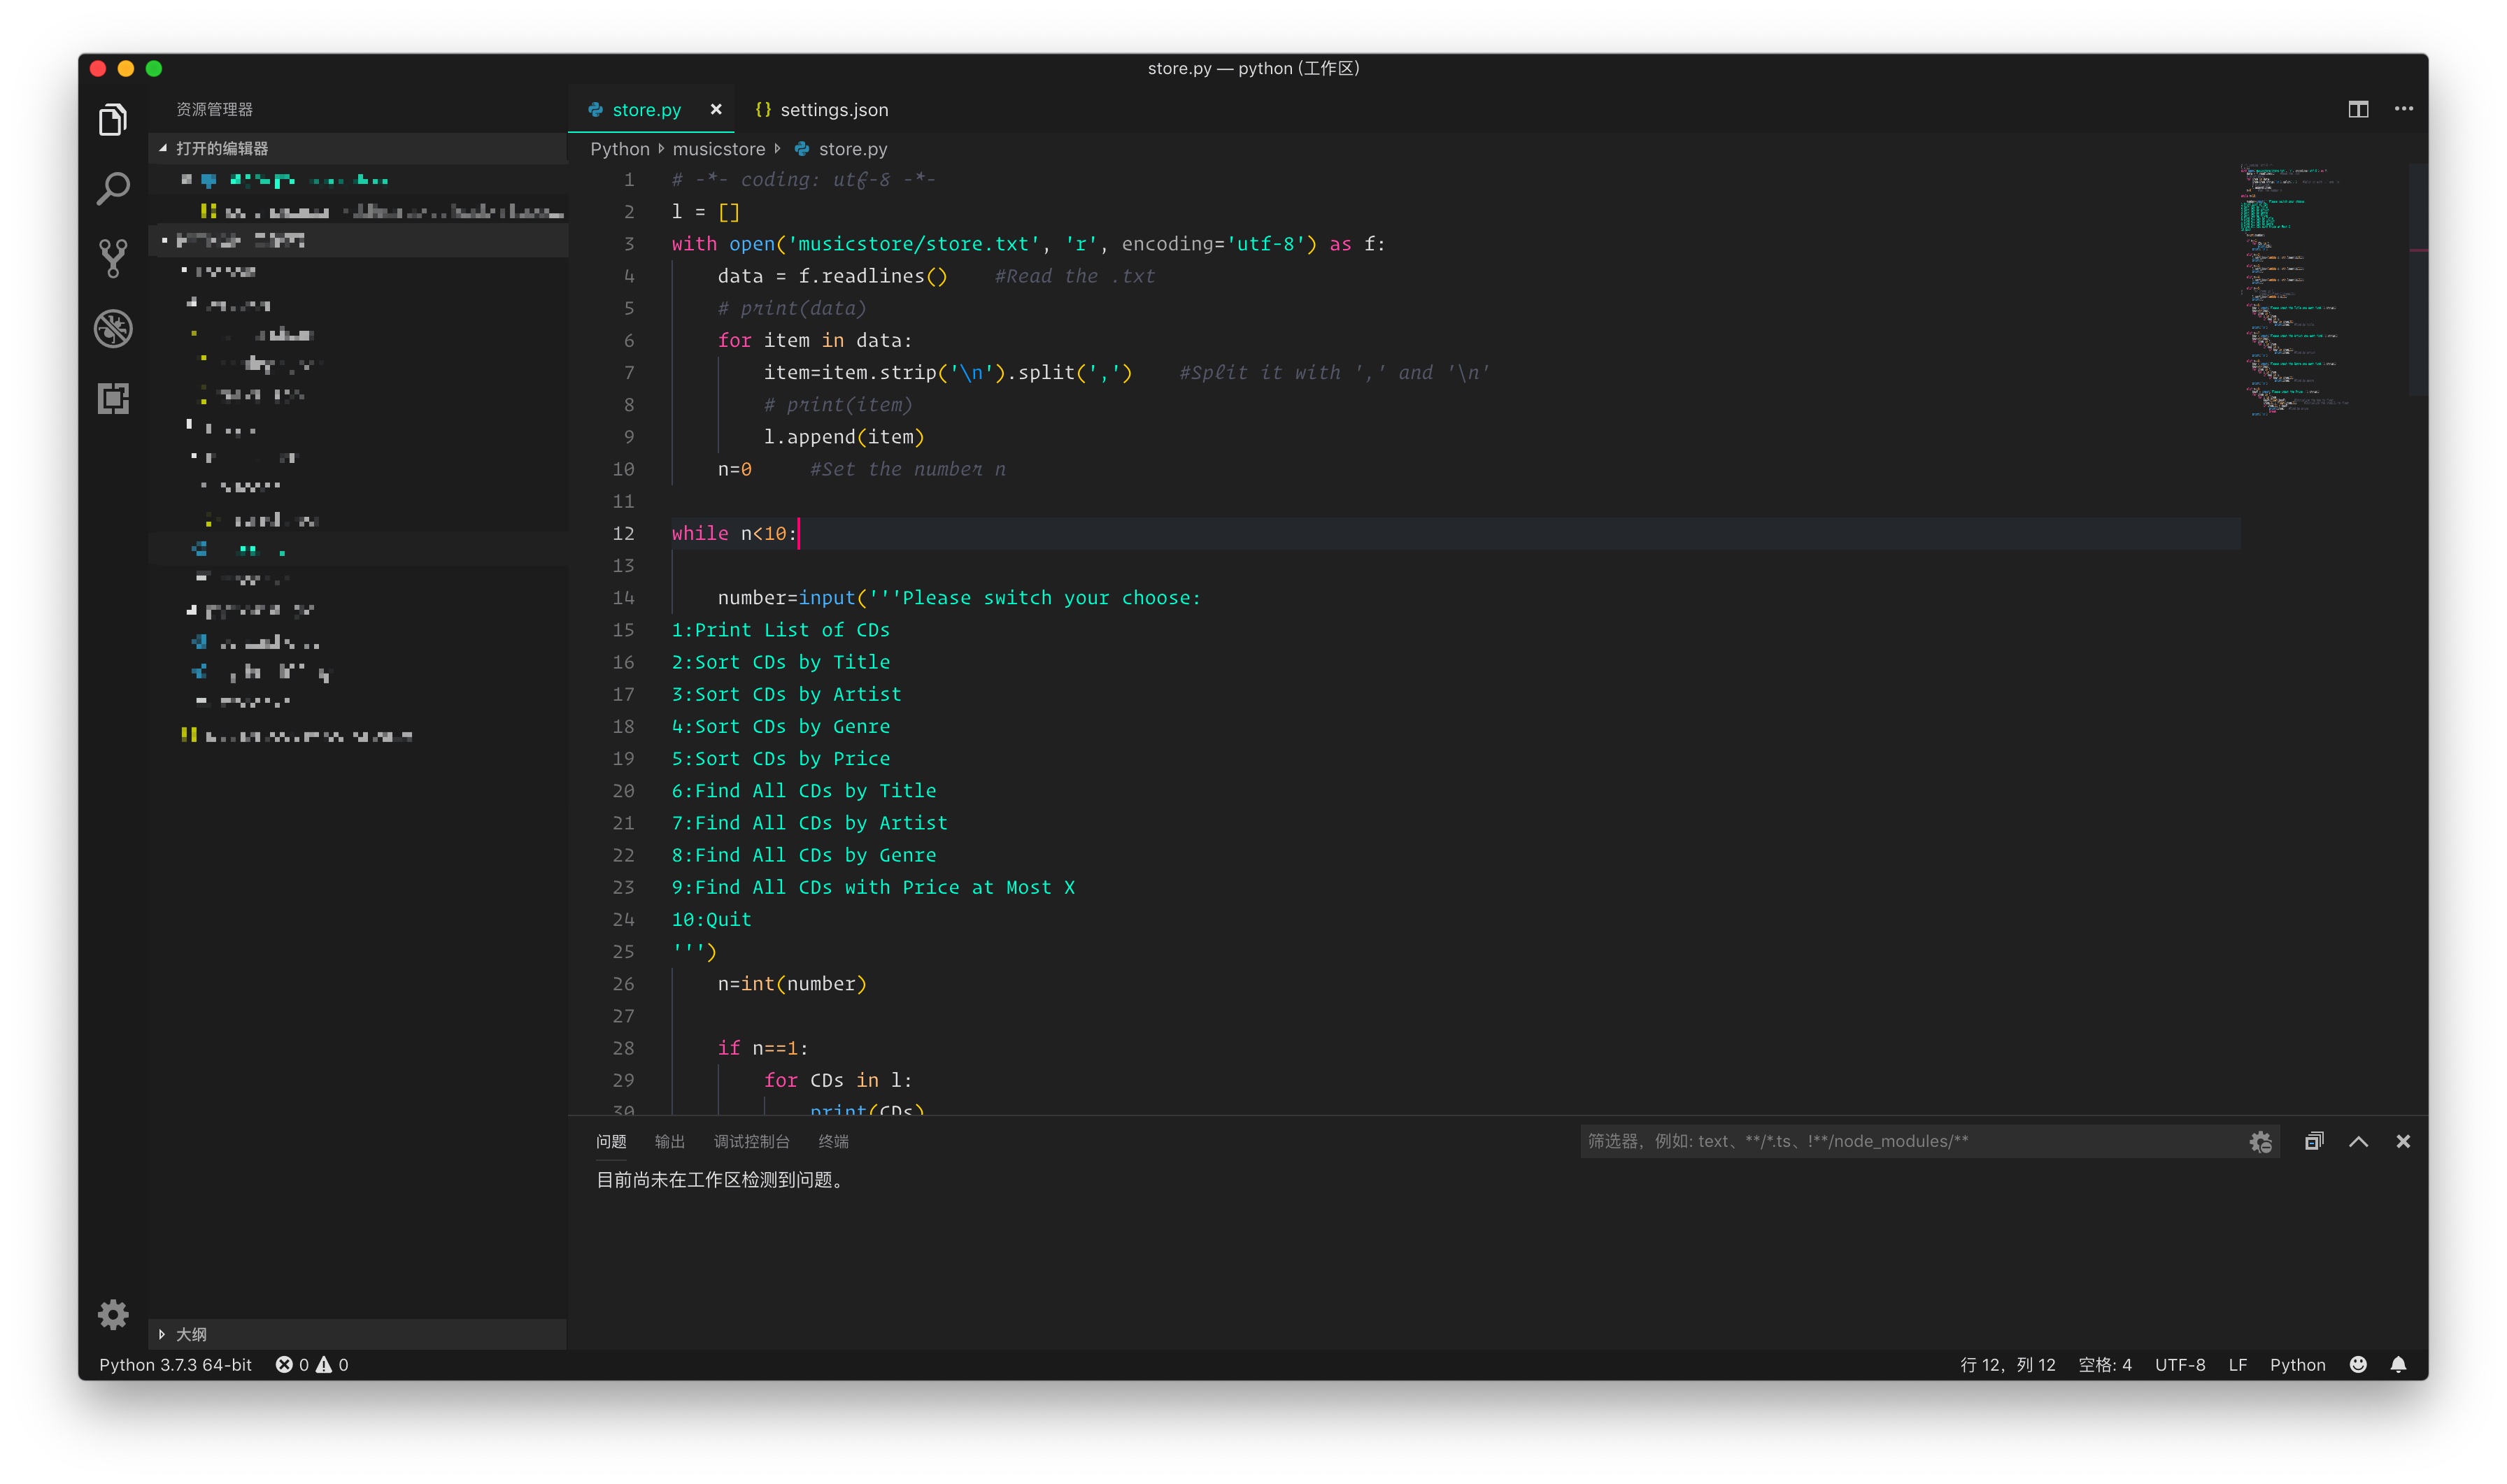 store.py — python (工作区)
资源管理器
打开的编辑器
大纲
store.py
{} settings.json
Python musicstore store.py
1 # -*- coding: utf-8 -*-
2 l = []
3 with open('musicstore/store.txt', 'r', encoding='utf-8') as f:
4     data = f.readlines()    #Read the .txt
5     # print(data)
6     for item in data:
7         item=item.strip('\n').split(',')    #Split it with ',' and '\n'
8         # print(item)
9         l.append(item)
10     n=0     #Set the number n
11
12 while n<10:
13
14     number=input('''Please switch your choose:
15 1:Print List of CDs
16 2:Sort CDs by Title
17 3:Sort CDs by Artist
18 4:Sort CDs by Genre
19 5:Sort CDs by Price
20 6:Find All CDs by Title
21 7:Find All CDs by Artist
22 8:Find All CDs by Genre
23 9:Find All CDs with Price at Most X
24 10:Quit
25 ''')
26     n=int(number)
27
28     if n==1:
29         for CDs in l:
30             print(CDs)
问题 输出 调试控制台 终端
筛选器，例如: text、**/*.ts、!**/node_modules/**
目前尚未在工作区检测到问题。
Python 3.7.3 64-bit 0 0
行 12，列 12 空格: 4 UTF-8 LF Python